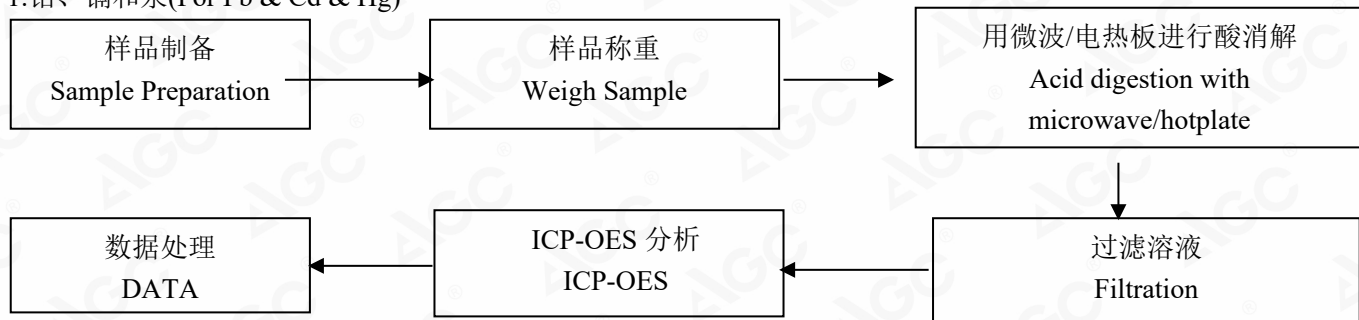 1.铅、镉和汞(For Pb & Cd & Hg)
样品制备
Sample Preparation
样品称重
Weigh Sample
用微波/电热板进行酸消解
Acid digestion with
microwave/hotplate
过滤溶液
Filtration
ICP-OES 分析
ICP-OES
数据处理
DATA